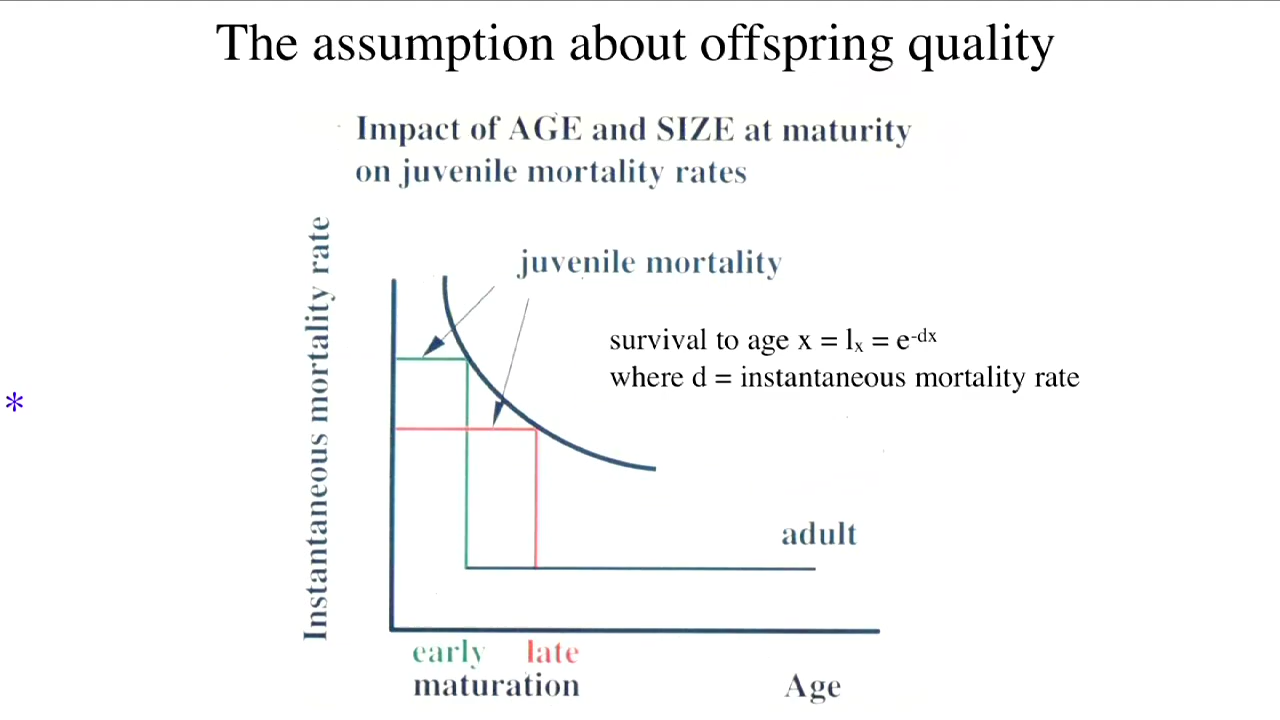 The assumption about offspring quality
Impact of AGE and SIZE at maturity
on juvenile mortality rates
Instantaneous mortality rate
juvenile mortality
survival to age x = lₓ = e⁻ᵈˣ
where d = instantaneous mortality rate
*
adult
early late
maturation
Age